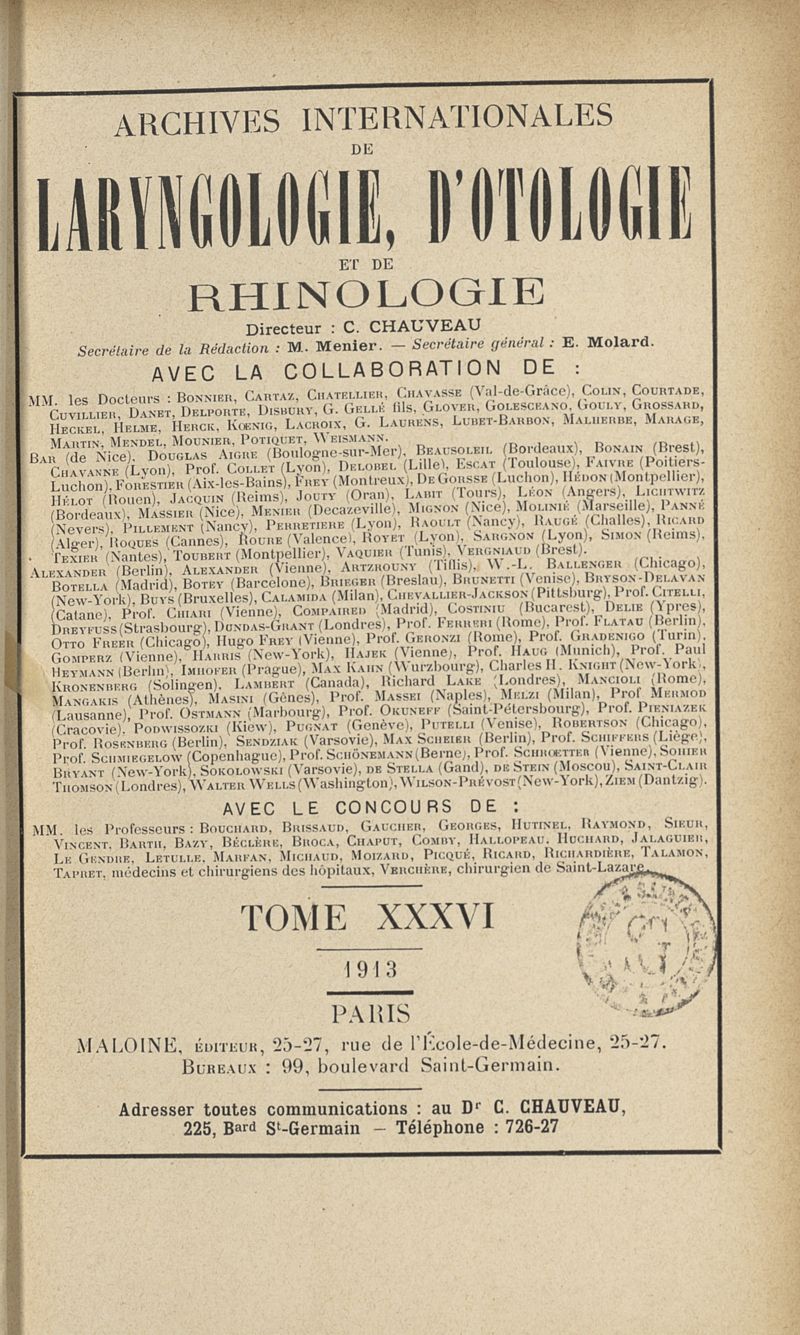 ARCHIVES INTERNATIONALES
DE
LARYNGOLOGIE, D'OTOLOGIE
ET DE
RHINOLOGIE
Directeur : C. CHAUVEAU
Secrétaire de la Rédaction : M. Menier. — Secrétaire général : E. Molard.
AVEC LA COLLABORATION DE :
MM. les Docteurs : BONNIER, CARTAZ, CHATELLIER, CHAVASSE (Val-de-Grâce), COLIN, COURTADE,
CUVILLIER, DANET, DELPORTE, DISBURY, G. GELLÉ fils, GLOVER, GOLESCEANO, GOULY, GROSSARD,
HECKEL, HELME, HERCK, KŒNIG, LACROIX, G. LAURENS, LUBET-BARBON, MALHERBE, MARAGE,
MARTIN, MENDEL, MOUNIER, POTIQUET, WEISMANN.
BAR (de Nice), DOUGLAS AIGRE (Boulogne-sur-Mer), BEAUSOLEIL (Bordeaux), BONAIN (Brest),
CHAVANNE (Lyon), Prof. COLLET (Lyon), DELOBEL (Lille), ESCAT (Toulouse), FAIVRE (Poitiers-
Luchon), FORESTIER (Aix-les-Bains), FREY (Montreux), DE GORSSE (Luchon), HÉDON (Montpellier),
HÉLOT (Rouen), JACQUIN (Reims), JOUTY (Oran), LABIT (Tours), LÉON (Angers), LICHTWITZ
(Bordeaux), MASSIER (Nice), MENIER (Decazeville), MIGNON (Nice), MOLINIÉ (Marseille), PANNÉ
(Nevers), PILLEMENT (Nancy), PERRETIERE (Lyon), RAOULT (Nancy), RAUGÉ (Challes), RICARD
(Alger), ROQUES (Cannes), ROURE (Valence), ROYET (Lyon), SARGNON (Lyon), SIMON (Reims),
TEXIER (Nantes), TOUBERT (Montpellier), VAQUIER (Tunis), VERGNIAUD (Brest).
ALEXANDER (Berlin), ALEXANDER (Vienne), ARTZROUNY (Tiflis), W.-L. BALLENGER (Chicago),
BOTELLA (Madrid), BOTEY (Barcelone), BRIEGER (Breslau), BRUNETTI (Venise), BRYSON-DELAVAN
(New-York), BUYS (Bruxelles), CALAMIDA (Milan), CHEVALLIER-JACKSON (Pittsburg), Prof. CITELLI,
(Catane), Prof. CHIARI (Vienne), COMPAIRED (Madrid), COSTINIU (Bucarest), DELIE (Ypres),
DREYFUSS (Strasbourg), DUNDAS-GRANT (Londres), Prof. FERRERI (Rome), Prof. FLATAU (Berlin),
OTTO FREER (Chicago), Hugo FREY (Vienne), Prof. GERONZI (Rome), Prof. GRADENIGO (Turin),
GOMPERZ (Vienne), HARRIS (New-York), HAJEK (Vienne), Prof. HAUG (Munich), Prof. Paul
HEYMANN (Berlin), IMHOFER (Prague), MAX KAHN (Wurzbourg), Charles H. KNIGHT (New-York),
KRONENBERG (Solingen), LAMBERT (Canada), Richard LAKE (Londres), MANCIOLI (Rome),
MANGAKIS (Athènes), MASINI (Gênes), Prof. MASSEI (Naples), MELZI (Milan), Prof MERMOD
(Lausanne), Prof. OSTMANN (Marbourg), Prof. OKUNEFF (Saint-Pétersbourg), Prof. PIENIAZEK
(Cracovie), PODWISSOZKI (Kiew), PUGNAT (Genève), PUTELLI (Venise), ROBERTSON (Chicago),
Prof. ROSENBERG (Berlin), SENDZIAK (Varsovie), MAX SCHEIER (Berlin), Prof. SCHIFFERS (Liège),
Prof. SCHMIEGELOW (Copenhague), Prof. SCHÖNEMANN (Berne), Prof. SCHROETTER (Vienne), SOHIER
BRYANT (New-York), SOKOLOWSKI (Varsovie), DE STELLA (Gand), DE STEIN (Moscou), SAINT-CLAIR
THOMSON (Londres), WALTER WELLS (Washington), WILSON-PRÉVOST (New-York), ZIEM (Dantzig).
AVEC LE CONCOURS DE :
MM. les Professeurs : BOUCHARD, BRISSAUD, GAUCHER, GEORGES, HUTINEL, RAYMOND, SIEUR,
VINCENT, BARTH, BAZY, BÉCLÈRE, BROCA, CHAPUT, COMBY, HALLOPEAU, HUCHARD, JALAGUIER,
LE GENDRE, LETULLE, MARFAN, MICHAUD, MOIZARD, PICQUÉ, RICARD, RICHARDIÈRE, TALAMON,
TAPRET, médecins et chirurgiens des hôpitaux, VERCHÈRE, chirurgien de Saint-Lazare.
TOME XXXVI
1913
PARIS
MALOINE, ÉDITEUR, 25-27, rue de l'École-de-Médecine, 25-27.
BUREAUX : 99, boulevard Saint-Germain.
Adresser toutes communications : au Dr C. CHAUVEAU,
225, Bard St-Germain — Téléphone : 726-27